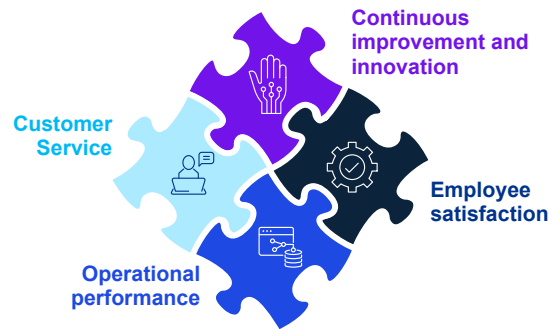 Continuous
improvement and
innovation
Customer
Service
Employee
satisfaction
Operational
performance